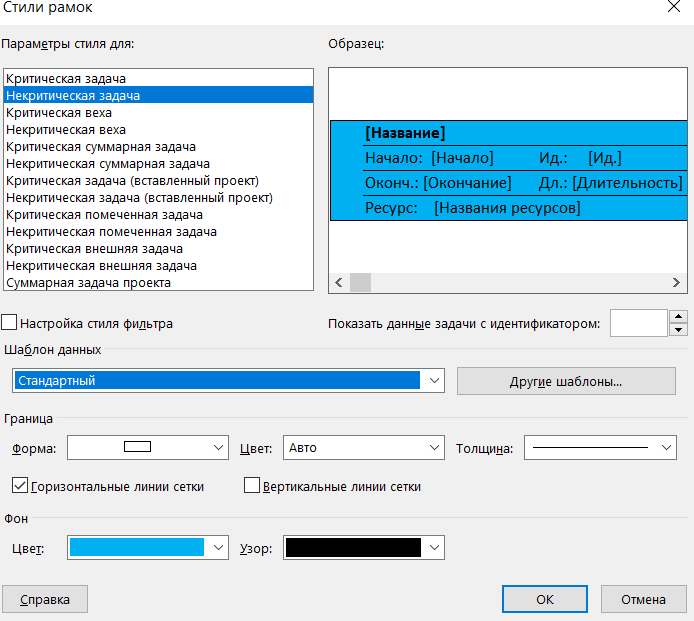 Стили рамок
Параметры стиля для:
Критическая задача
Некритическая задача
Критическая веха
Некритическая веха
Критическая суммарная задача
Некритическая суммарная задача
Критическая задача (вставленный проект)
Некритическая задача (вставленный проект)
Критическая помеченная задача
Некритическая помеченная задача
Критическая внешняя задача
Некритическая внешняя задача
Суммарная задача проекта
Образец:
[Название]
Начало: [Начало] Ид.: [Ид.]
Оконч.: [Окончание] Дл.: [Длительность]
Ресурс: [Названия ресурсов]
Настройка стиля фильтра
Показать данные задачи с идентификатором:
Шаблон данных
Стандартный
Другие шаблоны...
Граница
Форма: Цвет: Авто Толщина:
Горизонтальные линии сетки Вертикальные линии сетки
Фон
Цвет: Узор:
Справка ОК Отмена